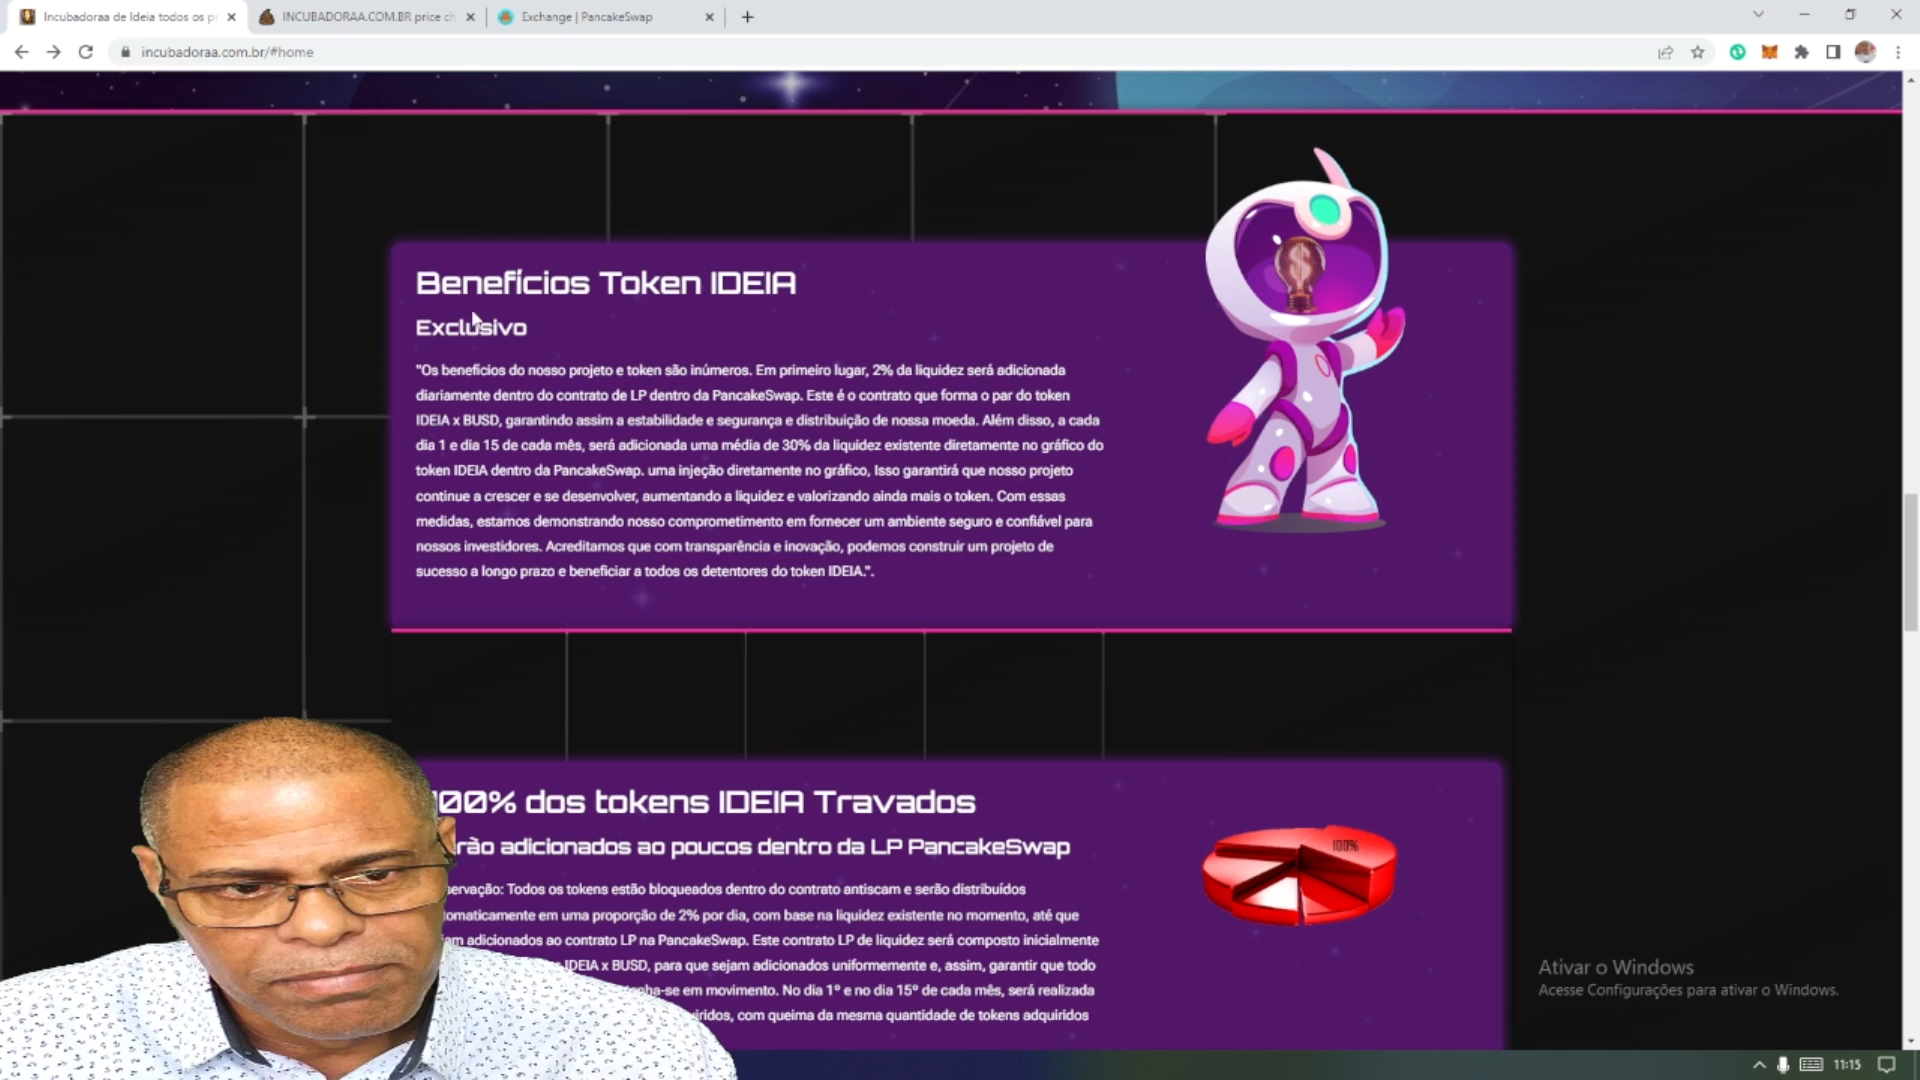 Incubadoraa de Ideia todos os pr
INCUBADORAA.COM.BR price ch
Exchange | PancakeSwap
incubadoraa.com.br/#home
Benefícios Token IDEIA
Exclusivo
"Os benefícios do nosso projeto e token são inúmeros. Em primeiro lugar, 2% da liquidez será adicionada
diariamente dentro do contrato de LP dentro da PancakeSwap. Este é o contrato que forma o par do token
IDEIA x BUSD, garantindo assim a estabilidade e segurança e distribuição de nossa moeda. Além disso, a cada
dia 1 e dia 15 de cada mês, será adicionada uma média de 30% da liquidez existente diretamente no gráfico do
token IDEIA dentro da PancakeSwap. uma injeção diretamente no gráfico, Isso garantirá que nosso projeto
continue a crescer e se desenvolver, aumentando a liquidez e valorizando ainda mais o token. Com essas
medidas, estamos demonstrando nosso comprometimento em fornecer um ambiente seguro e confiável para
nossos investidores. Acreditamos que com transparência e inovação, podemos construir um projeto de
sucesso a longo prazo e beneficiar a todos os detentores do token IDEIA.".
100% dos tokens IDEIA Travados
rão adicionados ao poucos dentro da LP PancakeSwap
100%
servação: Todos os tokens estão bloqueados dentro do contrato antiscam e serão distribuídos
tomaticamente em uma proporção de 2% por dia, com base na liquidez existente no momento, até que
am adicionados ao contrato LP na PancakeSwap. Este contrato LP de liquidez será composto inicialmente
IDEIA x BUSD, para que sejam adicionados uniformemente e, assim, garantir que todo
nha-se em movimento. No dia 1º e no dia 15º de cada mês, será realizada
iridos, com queima da mesma quantidade de tokens adquiridos
Ativar o Windows
Acesse Configurações para ativar o Windows.
11:15